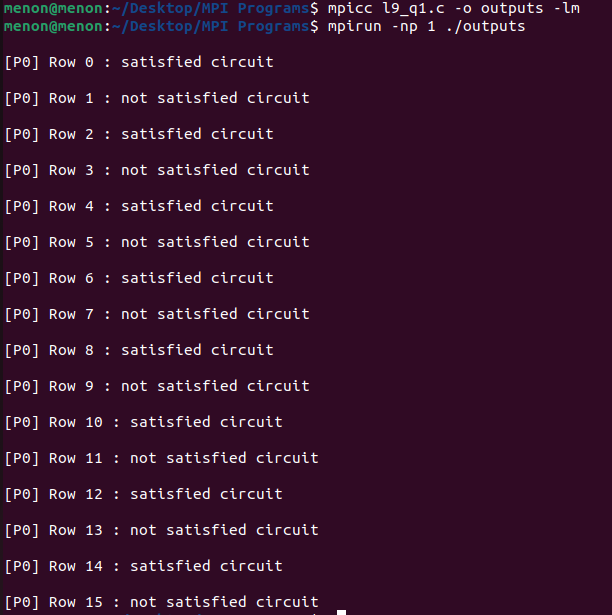 menon@menon:~/Desktop/MPI Programs$ mpicc l9_q1.c -o outputs -lm
menon@menon:~/Desktop/MPI Programs$ mpirun -np 1 ./outputs
[P0] Row 0 : satisfied circuit
[P0] Row 1 : not satisfied circuit
[P0] Row 2 : satisfied circuit
[P0] Row 3 : not satisfied circuit
[P0] Row 4 : satisfied circuit
[P0] Row 5 : not satisfied circuit
[P0] Row 6 : satisfied circuit
[P0] Row 7 : not satisfied circuit
[P0] Row 8 : satisfied circuit
[P0] Row 9 : not satisfied circuit
[P0] Row 10 : satisfied circuit
[P0] Row 11 : not satisfied circuit
[P0] Row 12 : satisfied circuit
[P0] Row 13 : not satisfied circuit
[P0] Row 14 : satisfied circuit
[P0] Row 15 : not satisfied circuit